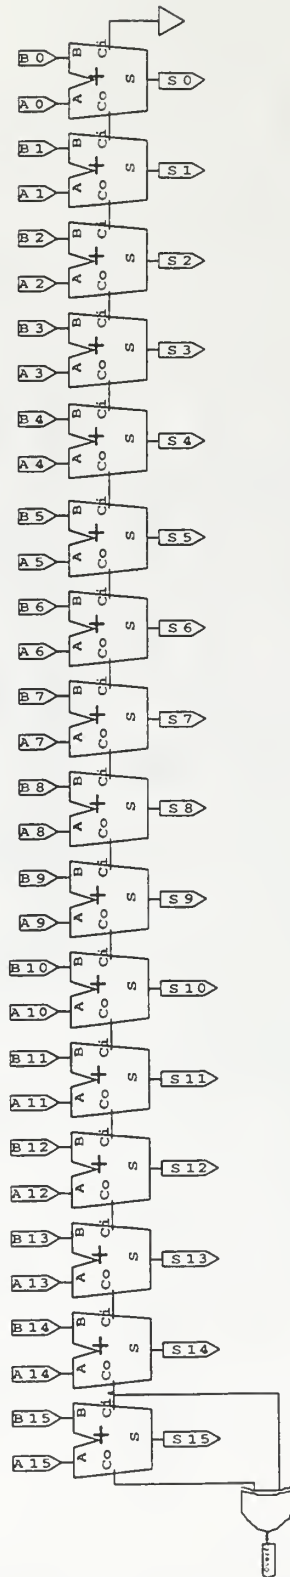 B0 B Ci
A0 A + Co S S0
B1 B Ci
A1 A + Co S S1
B2 B Ci
A2 A + Co S S2
B3 B Ci
A3 A + Co S S3
B4 B Ci
A4 A + Co S S4
B5 B Ci
A5 A + Co S S5
B6 B Ci
A6 A + Co S S6
B7 B Ci
A7 A + Co S S7
B8 B Ci
A8 A + Co S S8
B9 B Ci
A9 A + Co S S9
B10 B Ci
A10 A + Co S S10
B11 B Ci
A11 A + Co S S11
B12 B Ci
A12 A + Co S S12
B13 B Ci
A13 A + Co S S13
B14 B Ci
A14 A + Co S S14
B15 B Ci
A15 A + Co S S15